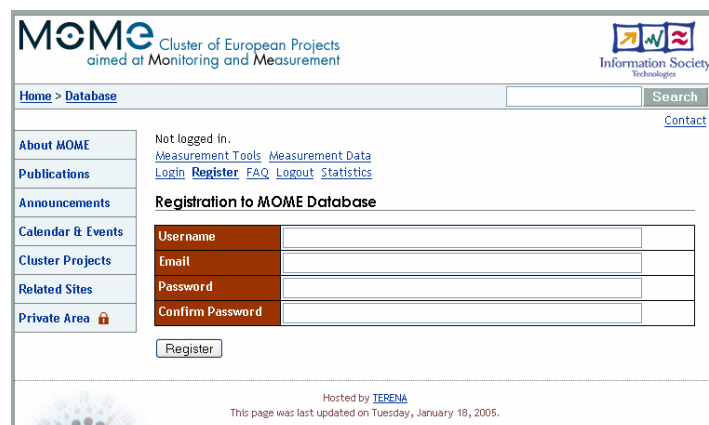 MOME Cluster of European Projects
aimed at Monitoring and Measurement
Information Society
Technologies
Home > Database
Search
Contact
About MOME
Publications
Announcements
Calendar & Events
Cluster Projects
Related Sites
Private Area
Not logged in.
Measurement Tools Measurement Data
Login Register FAQ Logout Statistics
Registration to MOME Database
Username
Email
Password
Confirm Password
Register
Hosted by TERENA
This page was last updated on Tuesday, January 18, 2005.